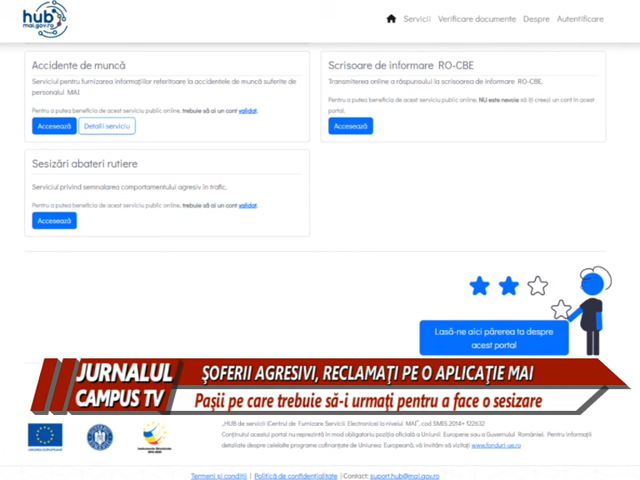 hub
mai.gov.ro
Servicii Verificare documente Despre Autentificare
Accidente de muncă
Serviciul pentru furnizarea informațiilor referitoare la accidentele de muncă suferite de
personalul MAI
Pentru a putea beneficia de acest serviciu public online, trebuie să ai un cont validat.
Accesează Detalii serviciu
Scrisoare de informare RO-CBE
Transmiterea online a răspunsului la scrisoarea de informare RO-CBE.
Pentru a putea beneficia de acest serviciu public online, NU este nevoie să îți creezi un cont în acest
portal.
Accesează
Sesizări abateri rutiere
Serviciul privind semnalarea comportamentului agresiv în trafic.
Pentru a putea beneficia de acest serviciu public online, trebuie să ai un cont validat.
Accesează
Lasă-ne aici părerea ta despre
acest portal
JURNALUL
CAMPUS TV
ŞOFERII AGRESIVI, RECLAMAŢI PE O APLICAŢIE MAI
Paşii pe care trebuie să-i urmaţi pentru a face o sesizare
„HUB de servicii (Centrul de Furnizare Servicii Electronice) la nivelul MAI”, cod SMIS 2014+ 122632
Conținutul acestui portal nu reprezintă în mod obligatoriu poziția oficială a Uniunii Europene sau a Guvernului României. Pentru informații
detaliate despre celelalte programe cofinanțate de Uniunea Europeană, vă invităm să vizitați www.fonduri-ue.ro
Termeni si conditii | Politică de confidențialitate | Contact: suport.hub@mai.gov.ro